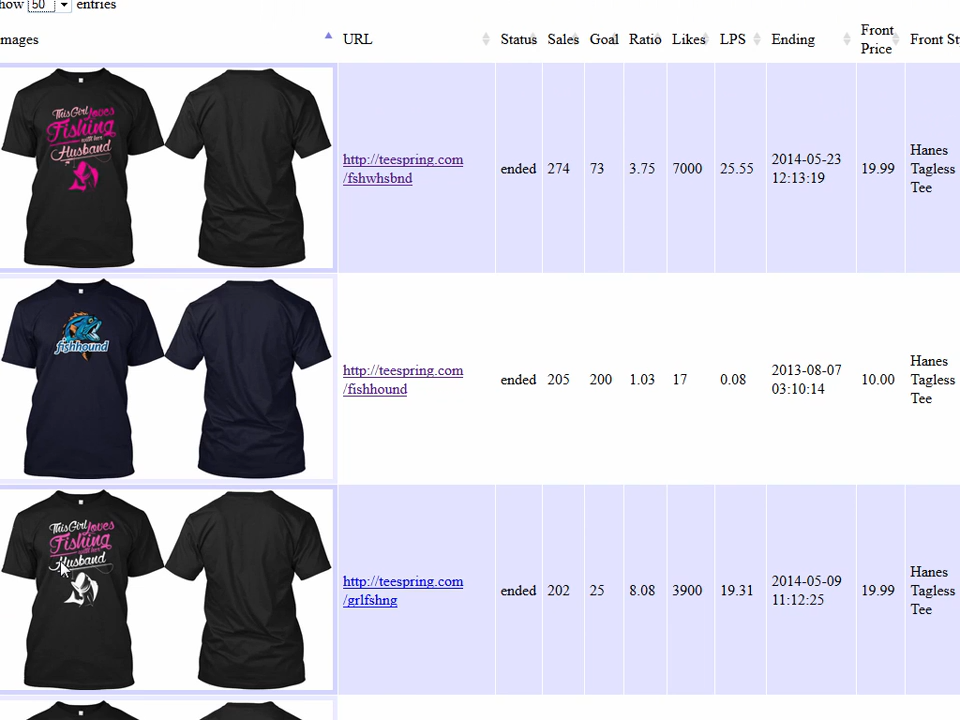 how 50 entries
mages URL Status Sales Goal Ratio Likes LPS Ending Front Price Front St
This Girl loves
Fishing
with her
Husband
http://teespring.com
/fshwhsbnd
ended 274 73 3.75 7000 25.55
2014-05-23
12:13:19
19.99
Hanes
Tagless
Tee
fishhound
http://teespring.com
/fishhound
ended 205 200 1.03 17 0.08
2013-08-07
03:10:14
10.00
Hanes
Tagless
Tee
This Girl loves
Fishing
with her
Husband
http://teespring.com
/grlfshng
ended 202 25 8.08 3900 19.31
2014-05-09
11:12:25
19.99
Hanes
Tagless
Tee